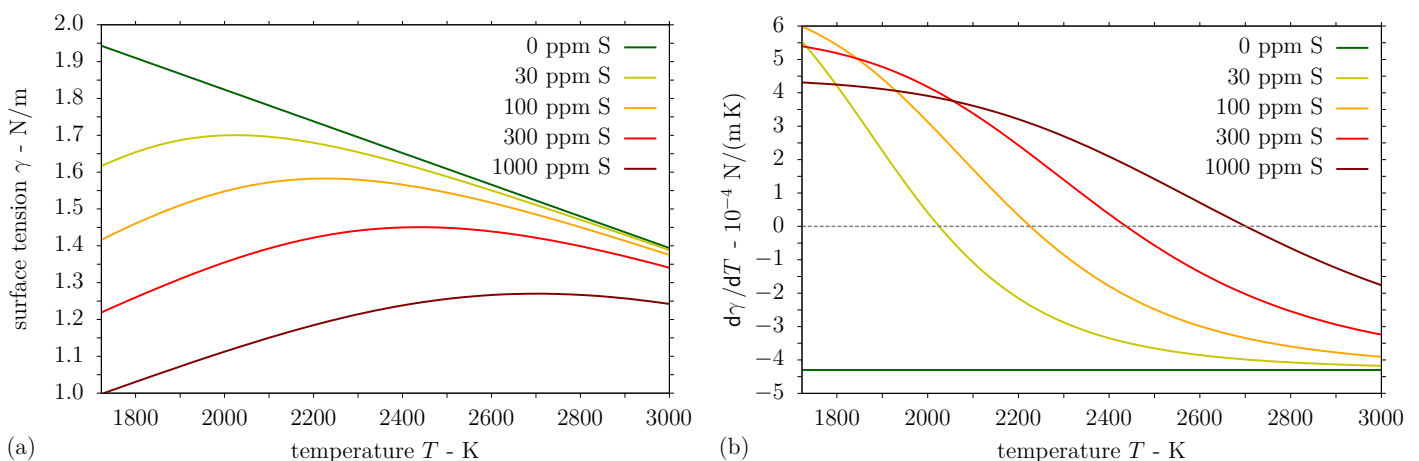 2.0
1.9
1.8
1.7
1.6
1.5
1.4
1.3
1.2
1.1
1.0
surface tension γ - N/m
0 ppm S
30 ppm S
100 ppm S
300 ppm S
1000 ppm S
1800 2000 2200 2400 2600 2800 3000
temperature T - K
(a)
6
5
4
3
2
1
0
−1
−2
−3
−4
−5
dγ/dT - 10⁻⁴ N/(m K)
0 ppm S
30 ppm S
100 ppm S
300 ppm S
1000 ppm S
1800 2000 2200 2400 2600 2800 3000
temperature T - K
(b)